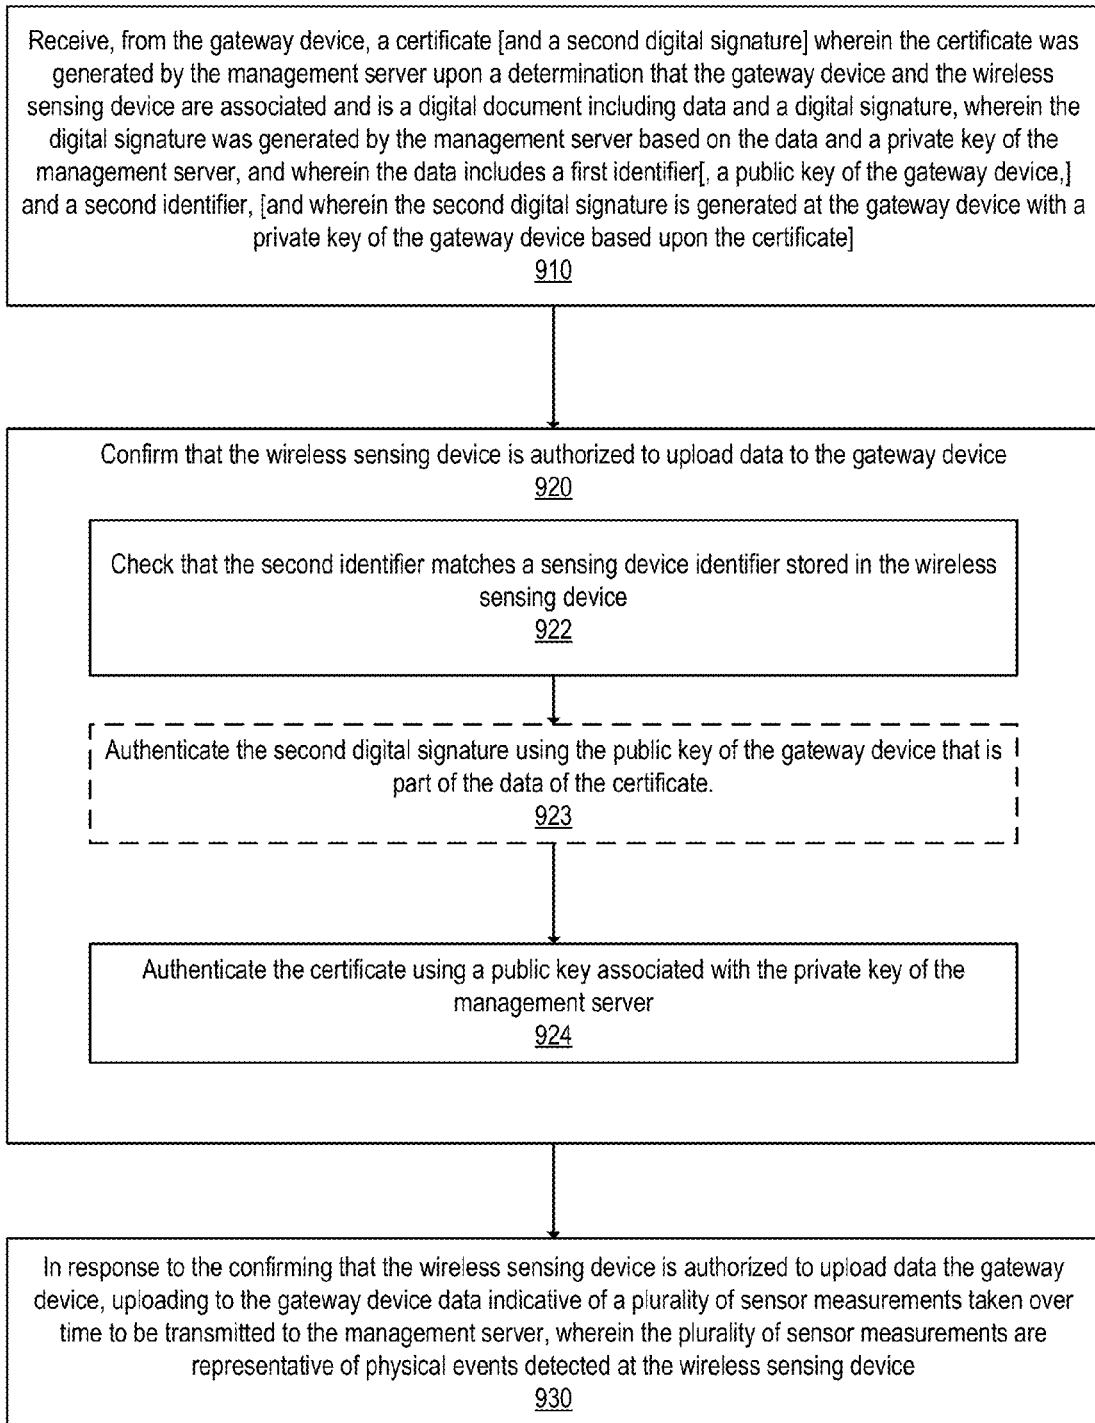 Receive, from the gateway device, a certificate [and a second digital signature] wherein the certificate was
generated by the management server upon a determination that the gateway device and the wireless
sensing device are associated and is a digital document including data and a digital signature, wherein the
digital signature was generated by the management server based on the data and a private key of the
management server, and wherein the data includes a first identifier[, a public key of the gateway device,]
and a second identifier, [and wherein the second digital signature is generated at the gateway device with a
private key of the gateway device based upon the certificate]
910
Confirm that the wireless sensing device is authorized to upload data to the gateway device
920
Check that the second identifier matches a sensing device identifier stored in the wireless
sensing device
922
Authenticate the second digital signature using the public key of the gateway device that is
part of the data of the certificate.
923
Authenticate the certificate using a public key associated with the private key of the
management server
924
In response to the confirming that the wireless sensing device is authorized to upload data the gateway
device, uploading to the gateway device data indicative of a plurality of sensor measurements taken over
time to be transmitted to the management server, wherein the plurality of sensor measurements are
representative of physical events detected at the wireless sensing device
930